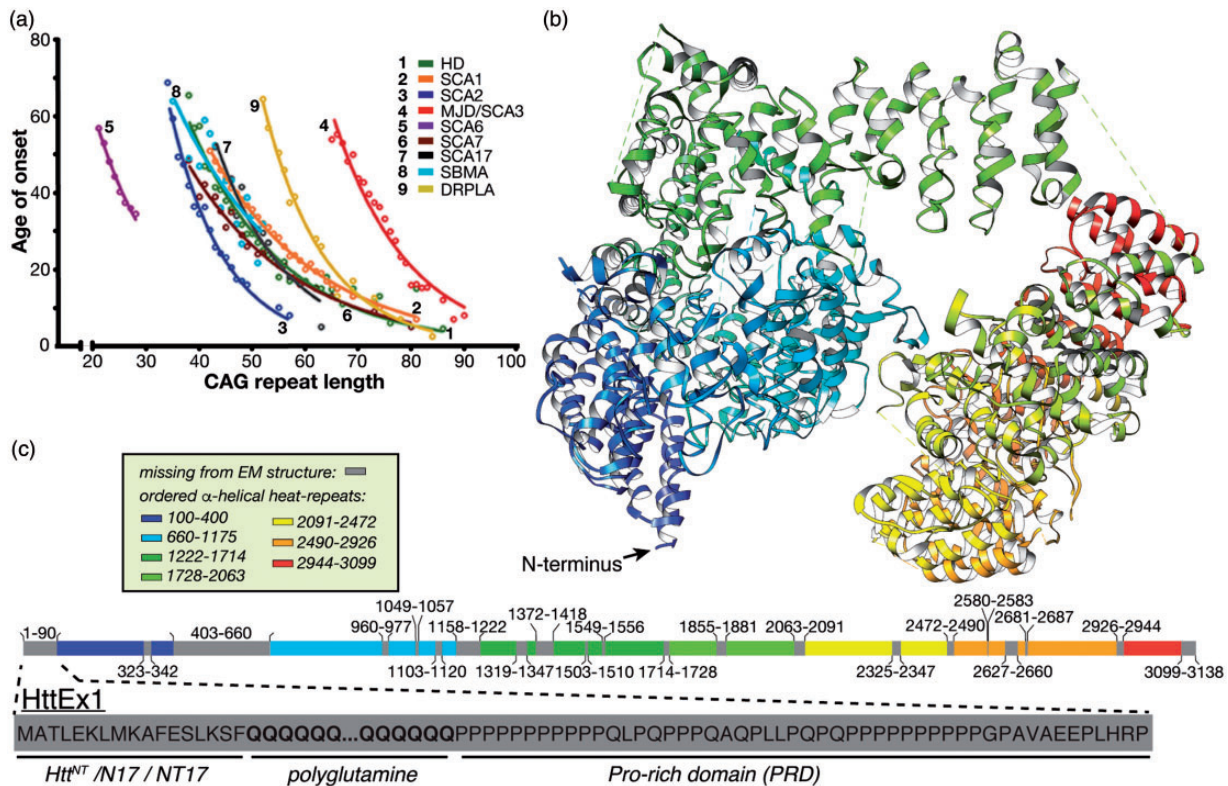 (a)
80
60
40
20
0
Age of onset
20 30 40 50 60 70 80 90 100
CAG repeat length
5
8
7
9
4
3
6
2
1
1 HD
2 SCA1
3 SCA2
4 MJD/SCA3
5 SCA6
6 SCA7
7 SCA17
8 SBMA
9 DRPLA
(b)
N-terminus
(c)
missing from EM structure:
ordered α-helical heat-repeats:
100-400
660-1175
1222-1714
1728-2063
2091-2472
2490-2926
2944-3099
1049-1057 1372-1418 2580-2583
1-90 403-660 960-977 1158-1222 1549-1556 1855-1881 2063-2091 2472-2490 2681-2687 2926-2944
323-342 1103-1120 1319-1347 1503-1510 1714-1728 2325-2347 2627-2660 3099-3138
HttEx1
MATLEKLMKAFESLKSFQQQQQQ...QQQQQQPPPPPPPPPPPQLPQPPPQAQPLLPQPQPPPPPPPPPPGPAVAEEPLHRP
Htt^NT /N17 / NT17 polyglutamine Pro-rich domain (PRD)